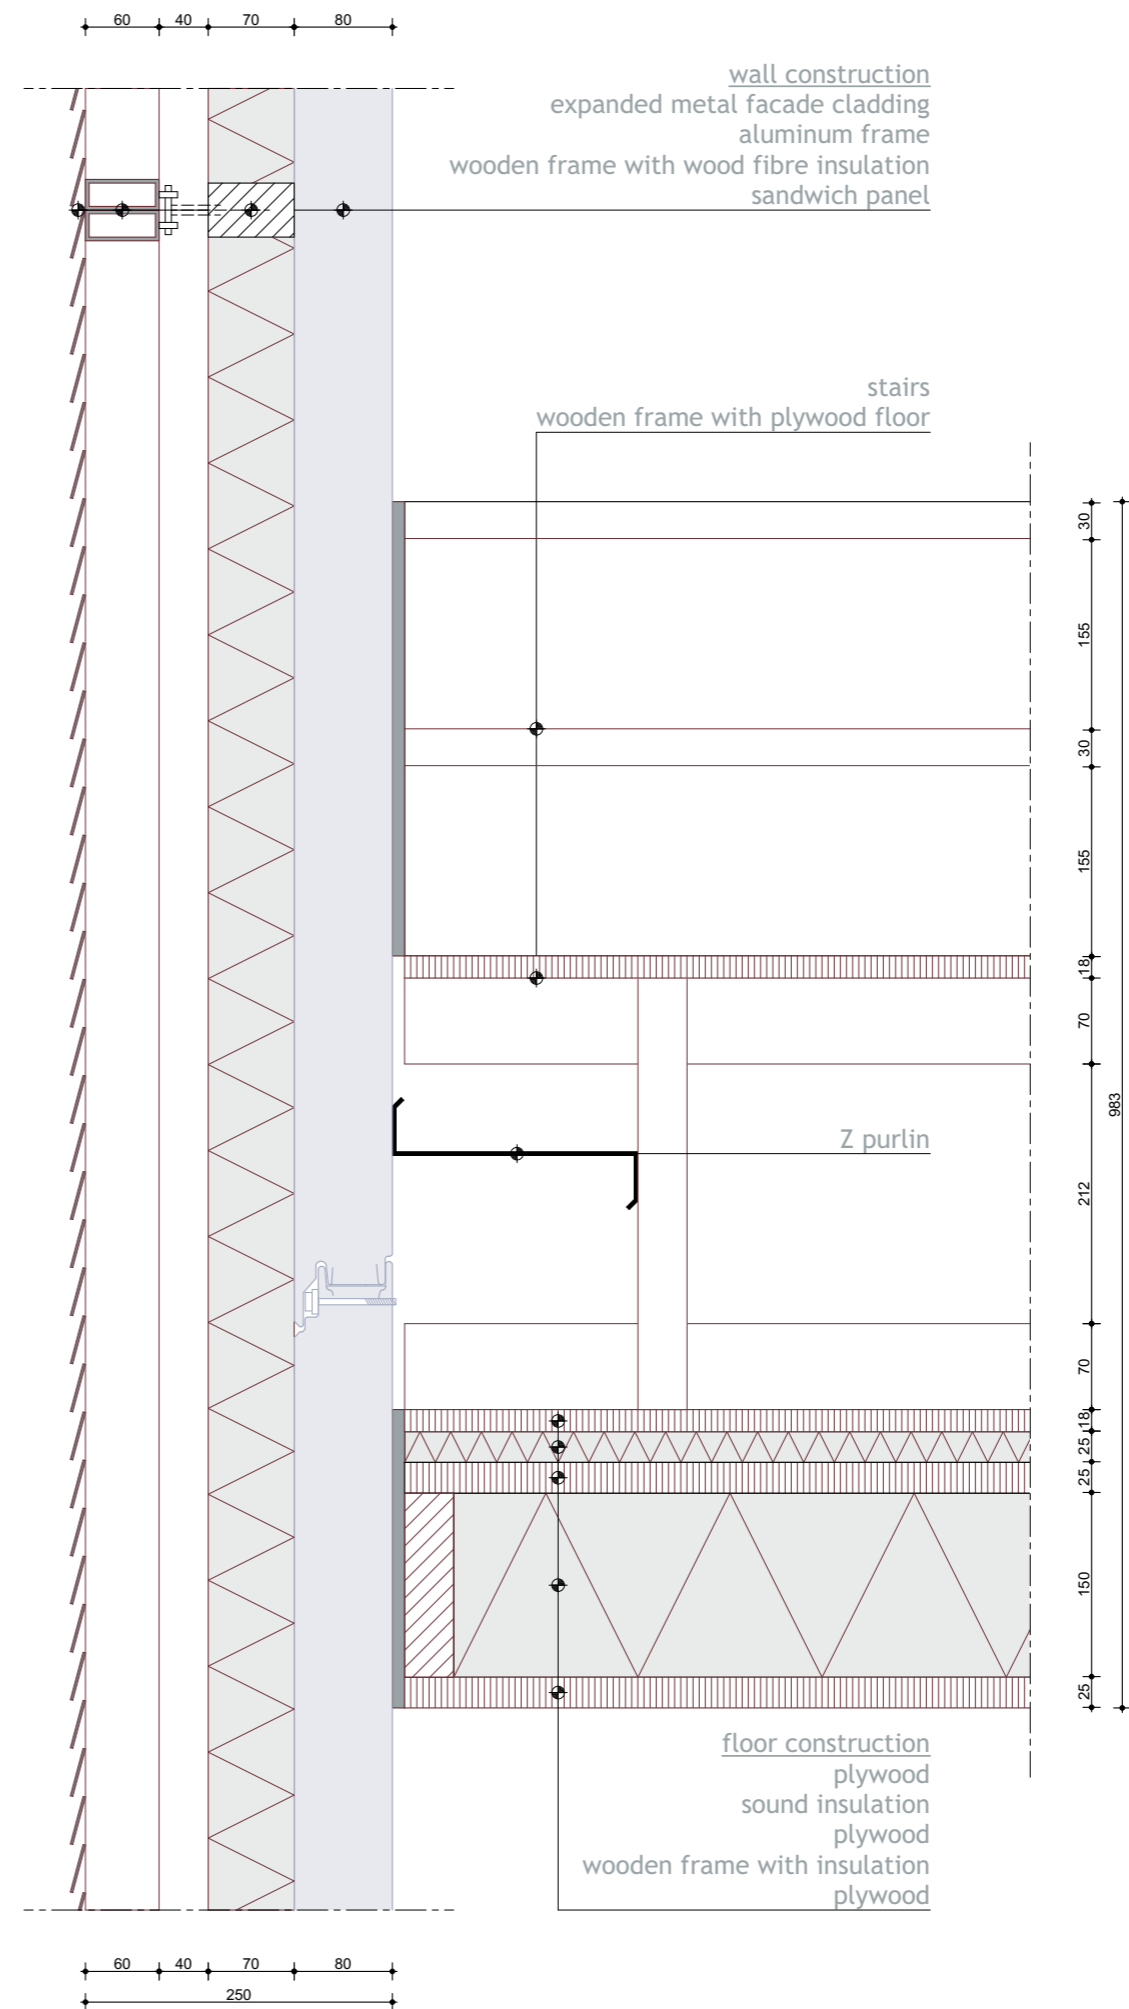 60 40 70 80
wall construction
expanded metal facade cladding
aluminum frame
wooden frame with wood fibre insulation
sandwich panel
stairs
wooden frame with plywood floor
30
155
30
155
18
70
983
Z purlin
212
70
18
25
25
150
25
floor construction
plywood
sound insulation
plywood
wooden frame with insulation
plywood
60 40 70 80
250